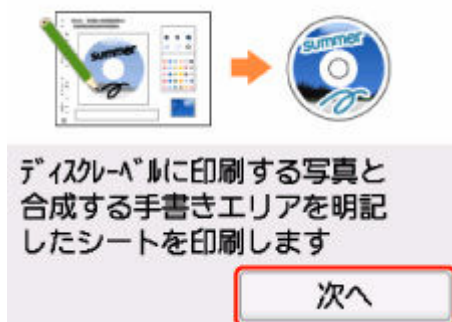 summer
summer
ディスクレーベルに印刷する写真と
合成する手書きエリアを明記
したシートを印刷します
次へ